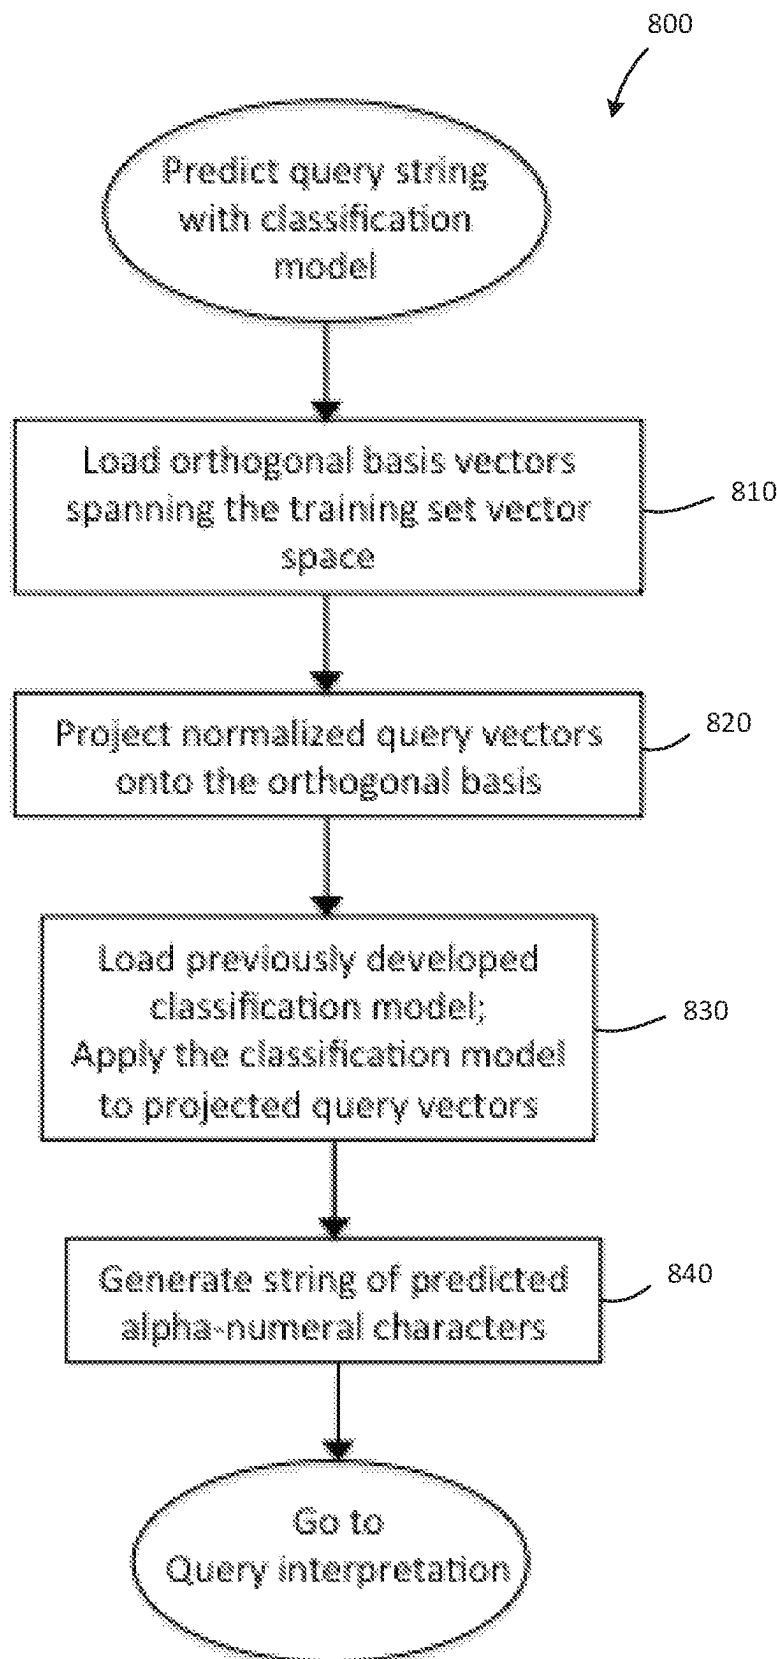 800
Predict query string
with classification
model
Load orthogonal basis vectors
spanning the training set vector
space
810
Project normalized query vectors
onto the orthogonal basis
820
Load previously developed
classification model;
Apply the classification model
to projected query vectors
830
Generate string of predicted
alpha-numeral characters
840
Go to
Query interpretation